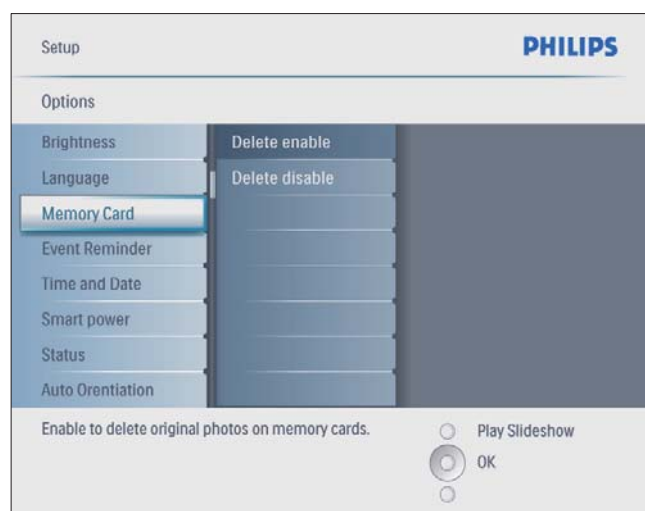 Setup
PHILIPS
Options
Brightness
Delete enable
Language
Delete disable
Memory Card
Event Reminder
Time and Date
Smart power
Status
Auto Orentiation
Enable to delete original photos on memory cards.
Play Slideshow
OK